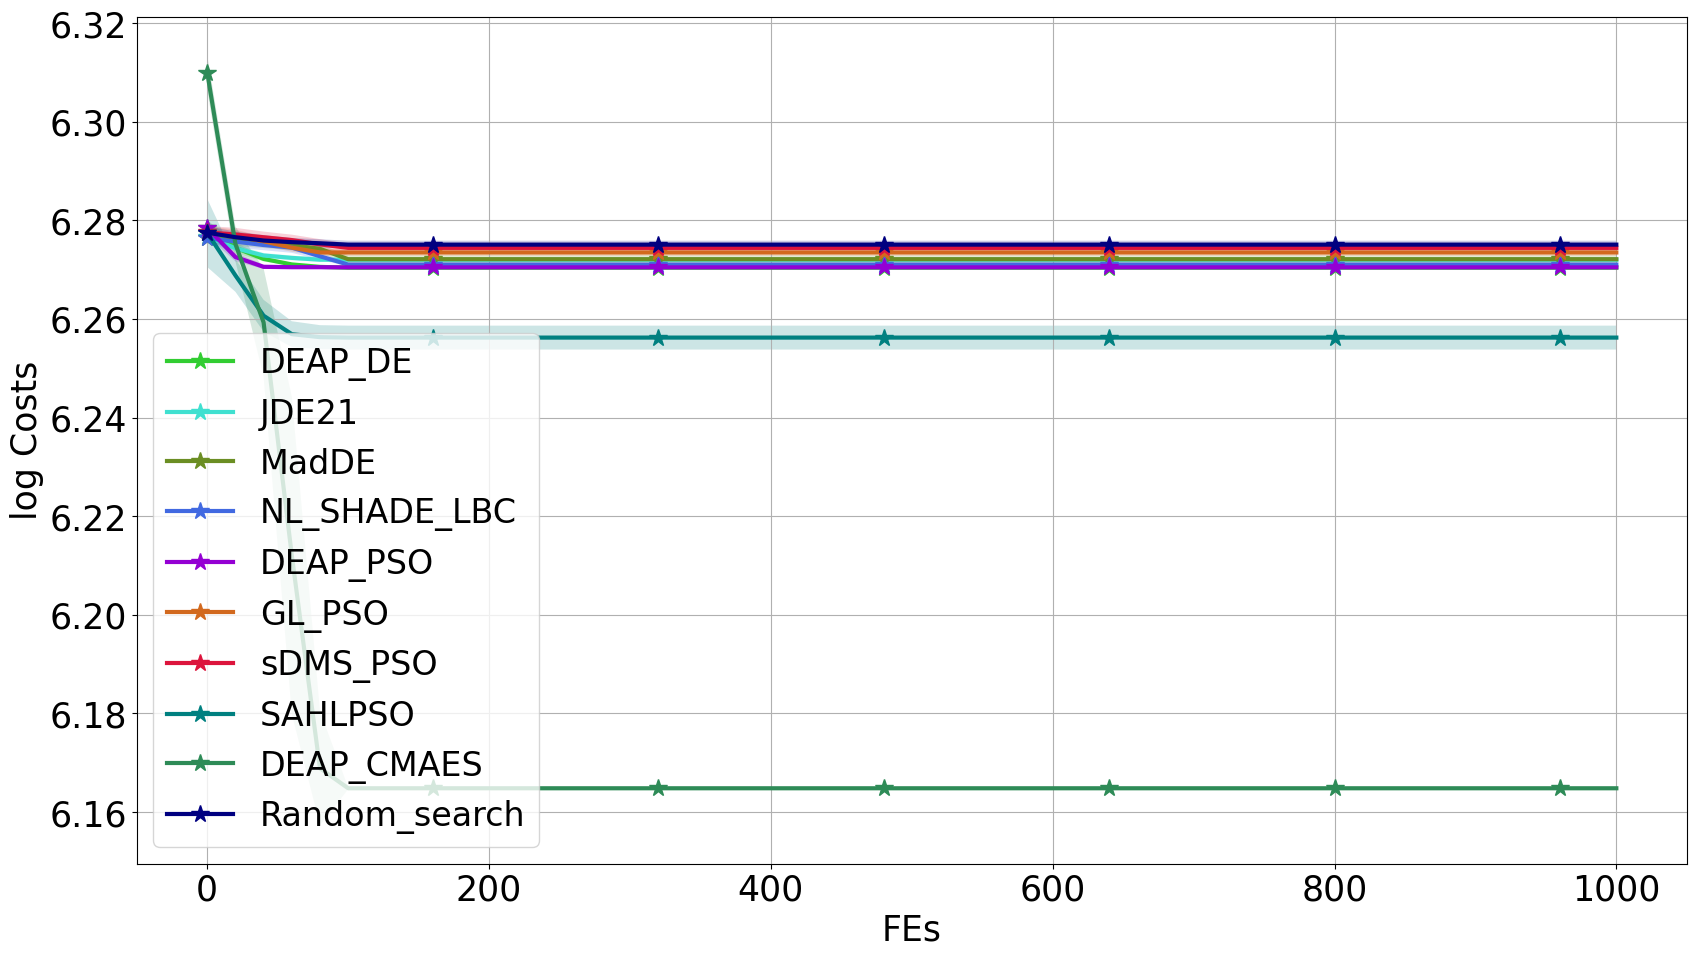 6.32
6.30
6.28
6.26
6.24
6.22
6.20
6.18
6.16
log Costs
DEAP_DE
JDE21
MadDE
NL_SHADE_LBC
DEAP_PSO
GL_PSO
sDMS_PSO
SAHLPSO
DEAP_CMAES
Random_search
0 200 400 600 800 1000
FEs